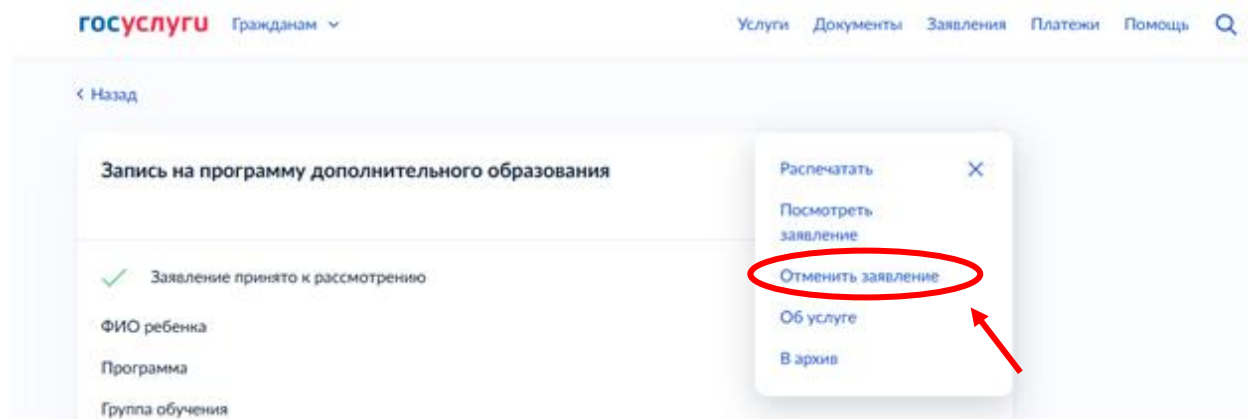 госуслуги Гражданам Услуги Документы Заявления Платежи Помощь
Назад
Запись на программу дополнительного образования
Распечатать
Посмотреть
заявление
Заявление принято к рассмотрению
Отменить заявление
ФИО ребенка
Об услуге
Программа
В архив
Группа обучения